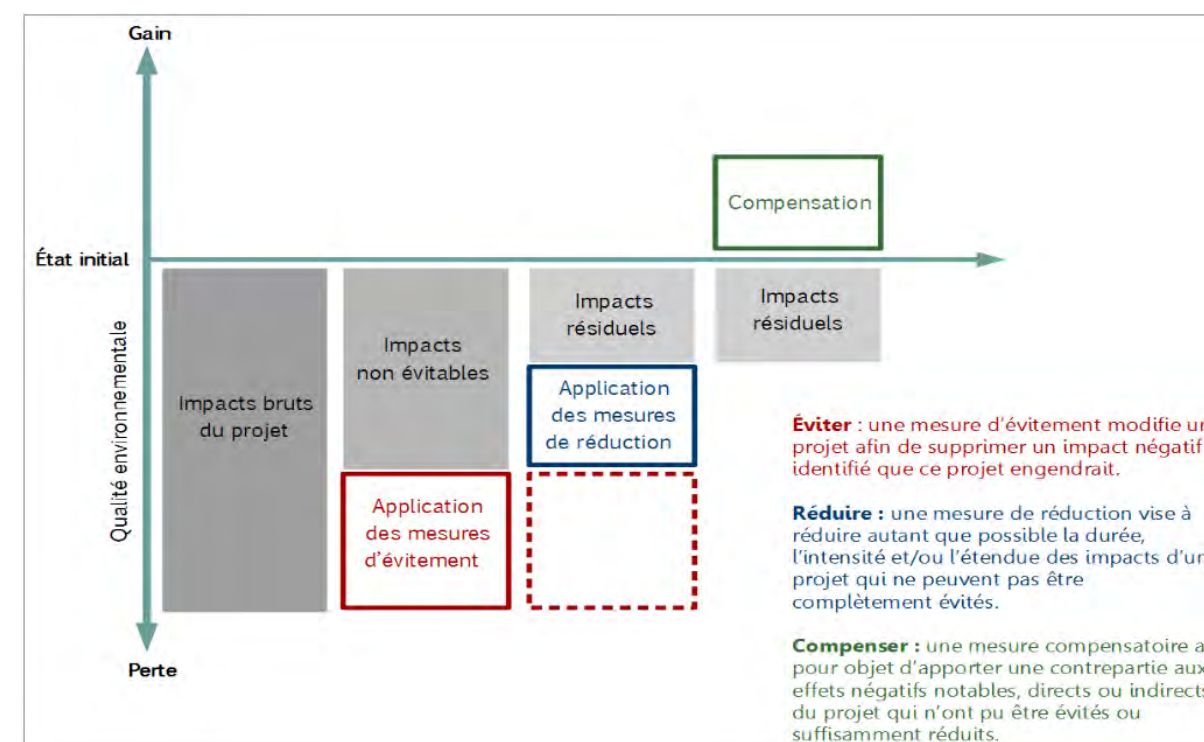 Gain
Compensation
État initial
Impacts
résiduels
Impacts
résiduels
Impacts
non évitables
Impacts bruts
du projet
Application
des mesures
de réduction
Application
des mesures
d'évitement
Qualité environnementale
Perte
Éviter : une mesure d'évitement modifie un
projet afin de supprimer un impact négatif
identifié que ce projet engendrait.
Réduire : une mesure de réduction vise à
réduire autant que possible la durée,
l'intensité et/ou l'étendue des impacts d'un
projet qui ne peuvent pas être
complètement évités.
Compenser : une mesure compensatoire a
pour objet d'apporter une contrepartie aux
effets négatifs notables, directs ou indirects
du projet qui n'ont pu être évités ou
suffisamment réduits.